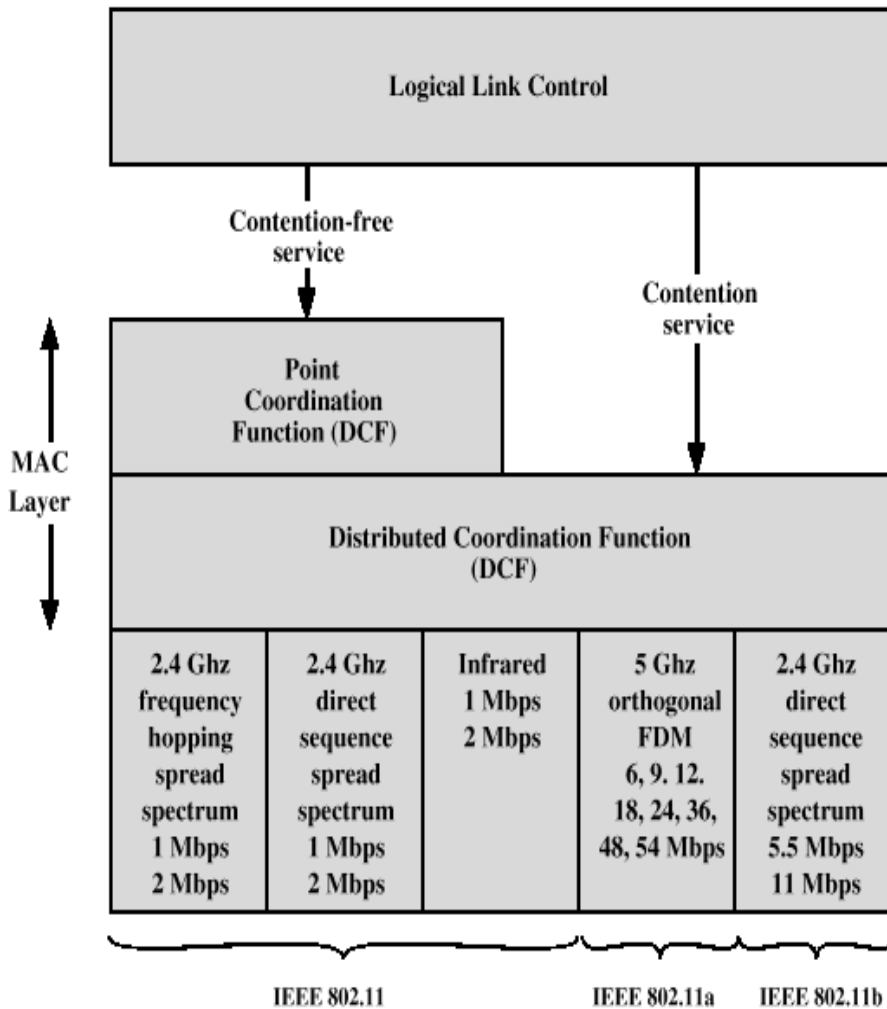 Logical Link Control
Contention-free
service
Contention
service
Point
Coordination
Function (DCF)
MAC
Layer
Distributed Coordination Function
(DCF)
2.4 Ghz
frequency
hopping
spread
spectrum
1 Mbps
2 Mbps
2.4 Ghz
direct
sequence
spread
spectrum
1 Mbps
2 Mbps
Infrared
1 Mbps
2 Mbps
5 Ghz
orthogonal
FDM
6, 9. 12.
18, 24, 36,
48, 54 Mbps
2.4 Ghz
direct
sequence
spread
spectrum
5.5 Mbps
11 Mbps
IEEE 802.11
IEEE 802.11a
IEEE 802.11b